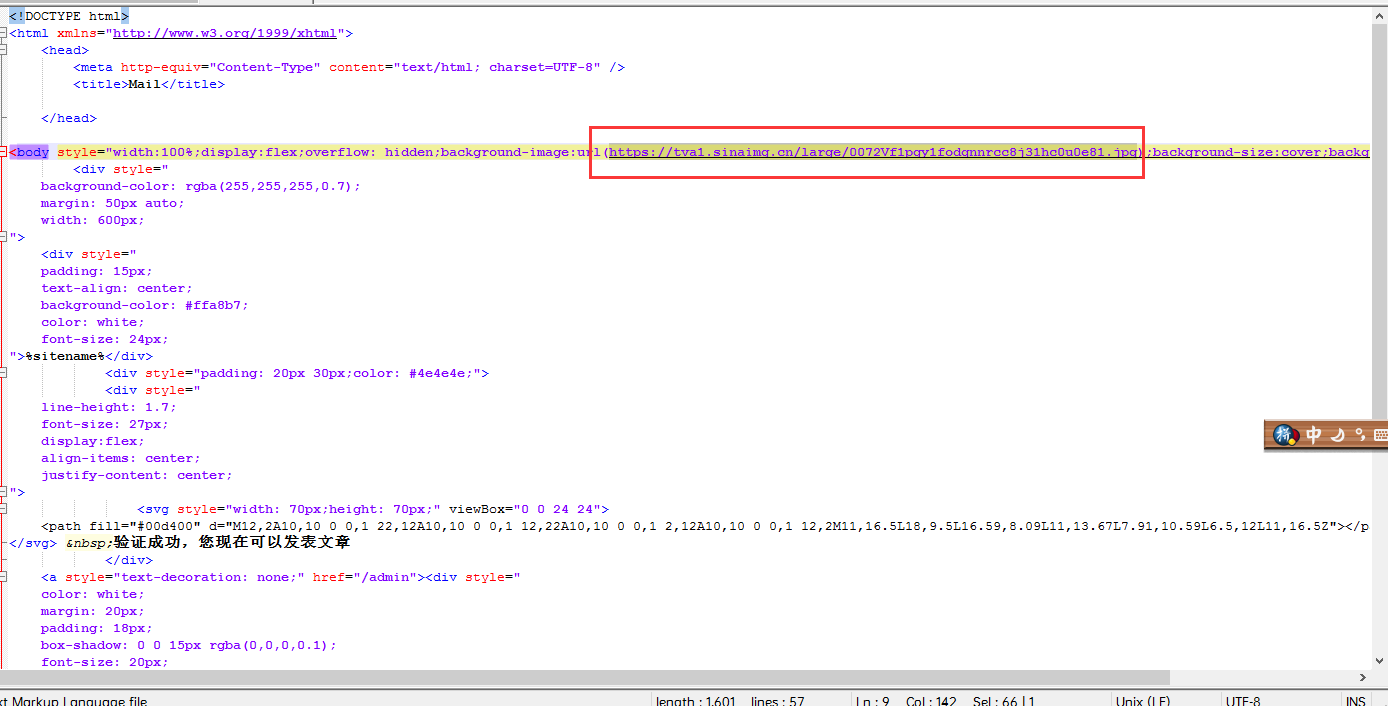 <!DOCTYPE html>
<html xmlns="http://www.w3.org/1999/xhtml">
<head>
<meta http-equiv="Content-Type" content="text/html; charset=UTF-8" />
<title>Mail</title>
</head>
<body style="width:100%;display:flex;overflow: hidden;background-image:url(https://tva1.sinaimg.cn/large/0072Vf1pgy1fodqnnrcc8j31hc0u0e81.jpg);background-size:cover;backg
<div style="
background-color: rgba(255,255,255,0.7);
margin: 50px auto;
width: 600px;
">
<div style="
padding: 15px;
text-align: center;
background-color: #ffa8b7;
color: white;
font-size: 24px;
">%sitename%</div>
<div style="padding: 20px 30px;color: #4e4e4e;">
<div style="
line-height: 1.7;
font-size: 27px;
display:flex;
align-items: center;
justify-content: center;
">
<svg style="width: 70px;height: 70px;" viewBox="0 0 24 24">
<path fill="#00d400" d="M12,2A10,10 0 0,1 22,12A10,10 0 0,1 12,22A10,10 0 0,1 2,12A10,10 0 0,1 12,2M11,16.5L18,9.5L16.59,8.09L11,13.67L7.91,10.59L6.5,12L11,16.5Z"></p
</svg> &nbsp;验证成功，您现在可以发表文章
</div>
<a style="text-decoration: none;" href="/admin"><div style="
color: white;
margin: 20px;
padding: 18px;
box-shadow: 0 0 15px rgba(0,0,0,0.1);
font-size: 20px;
拼 中
xt Markup Language file length : 1,601 lines : 57 Ln : 9 Col : 142 Sel : 66 | 1 Unix (LF) UTF-8 INS